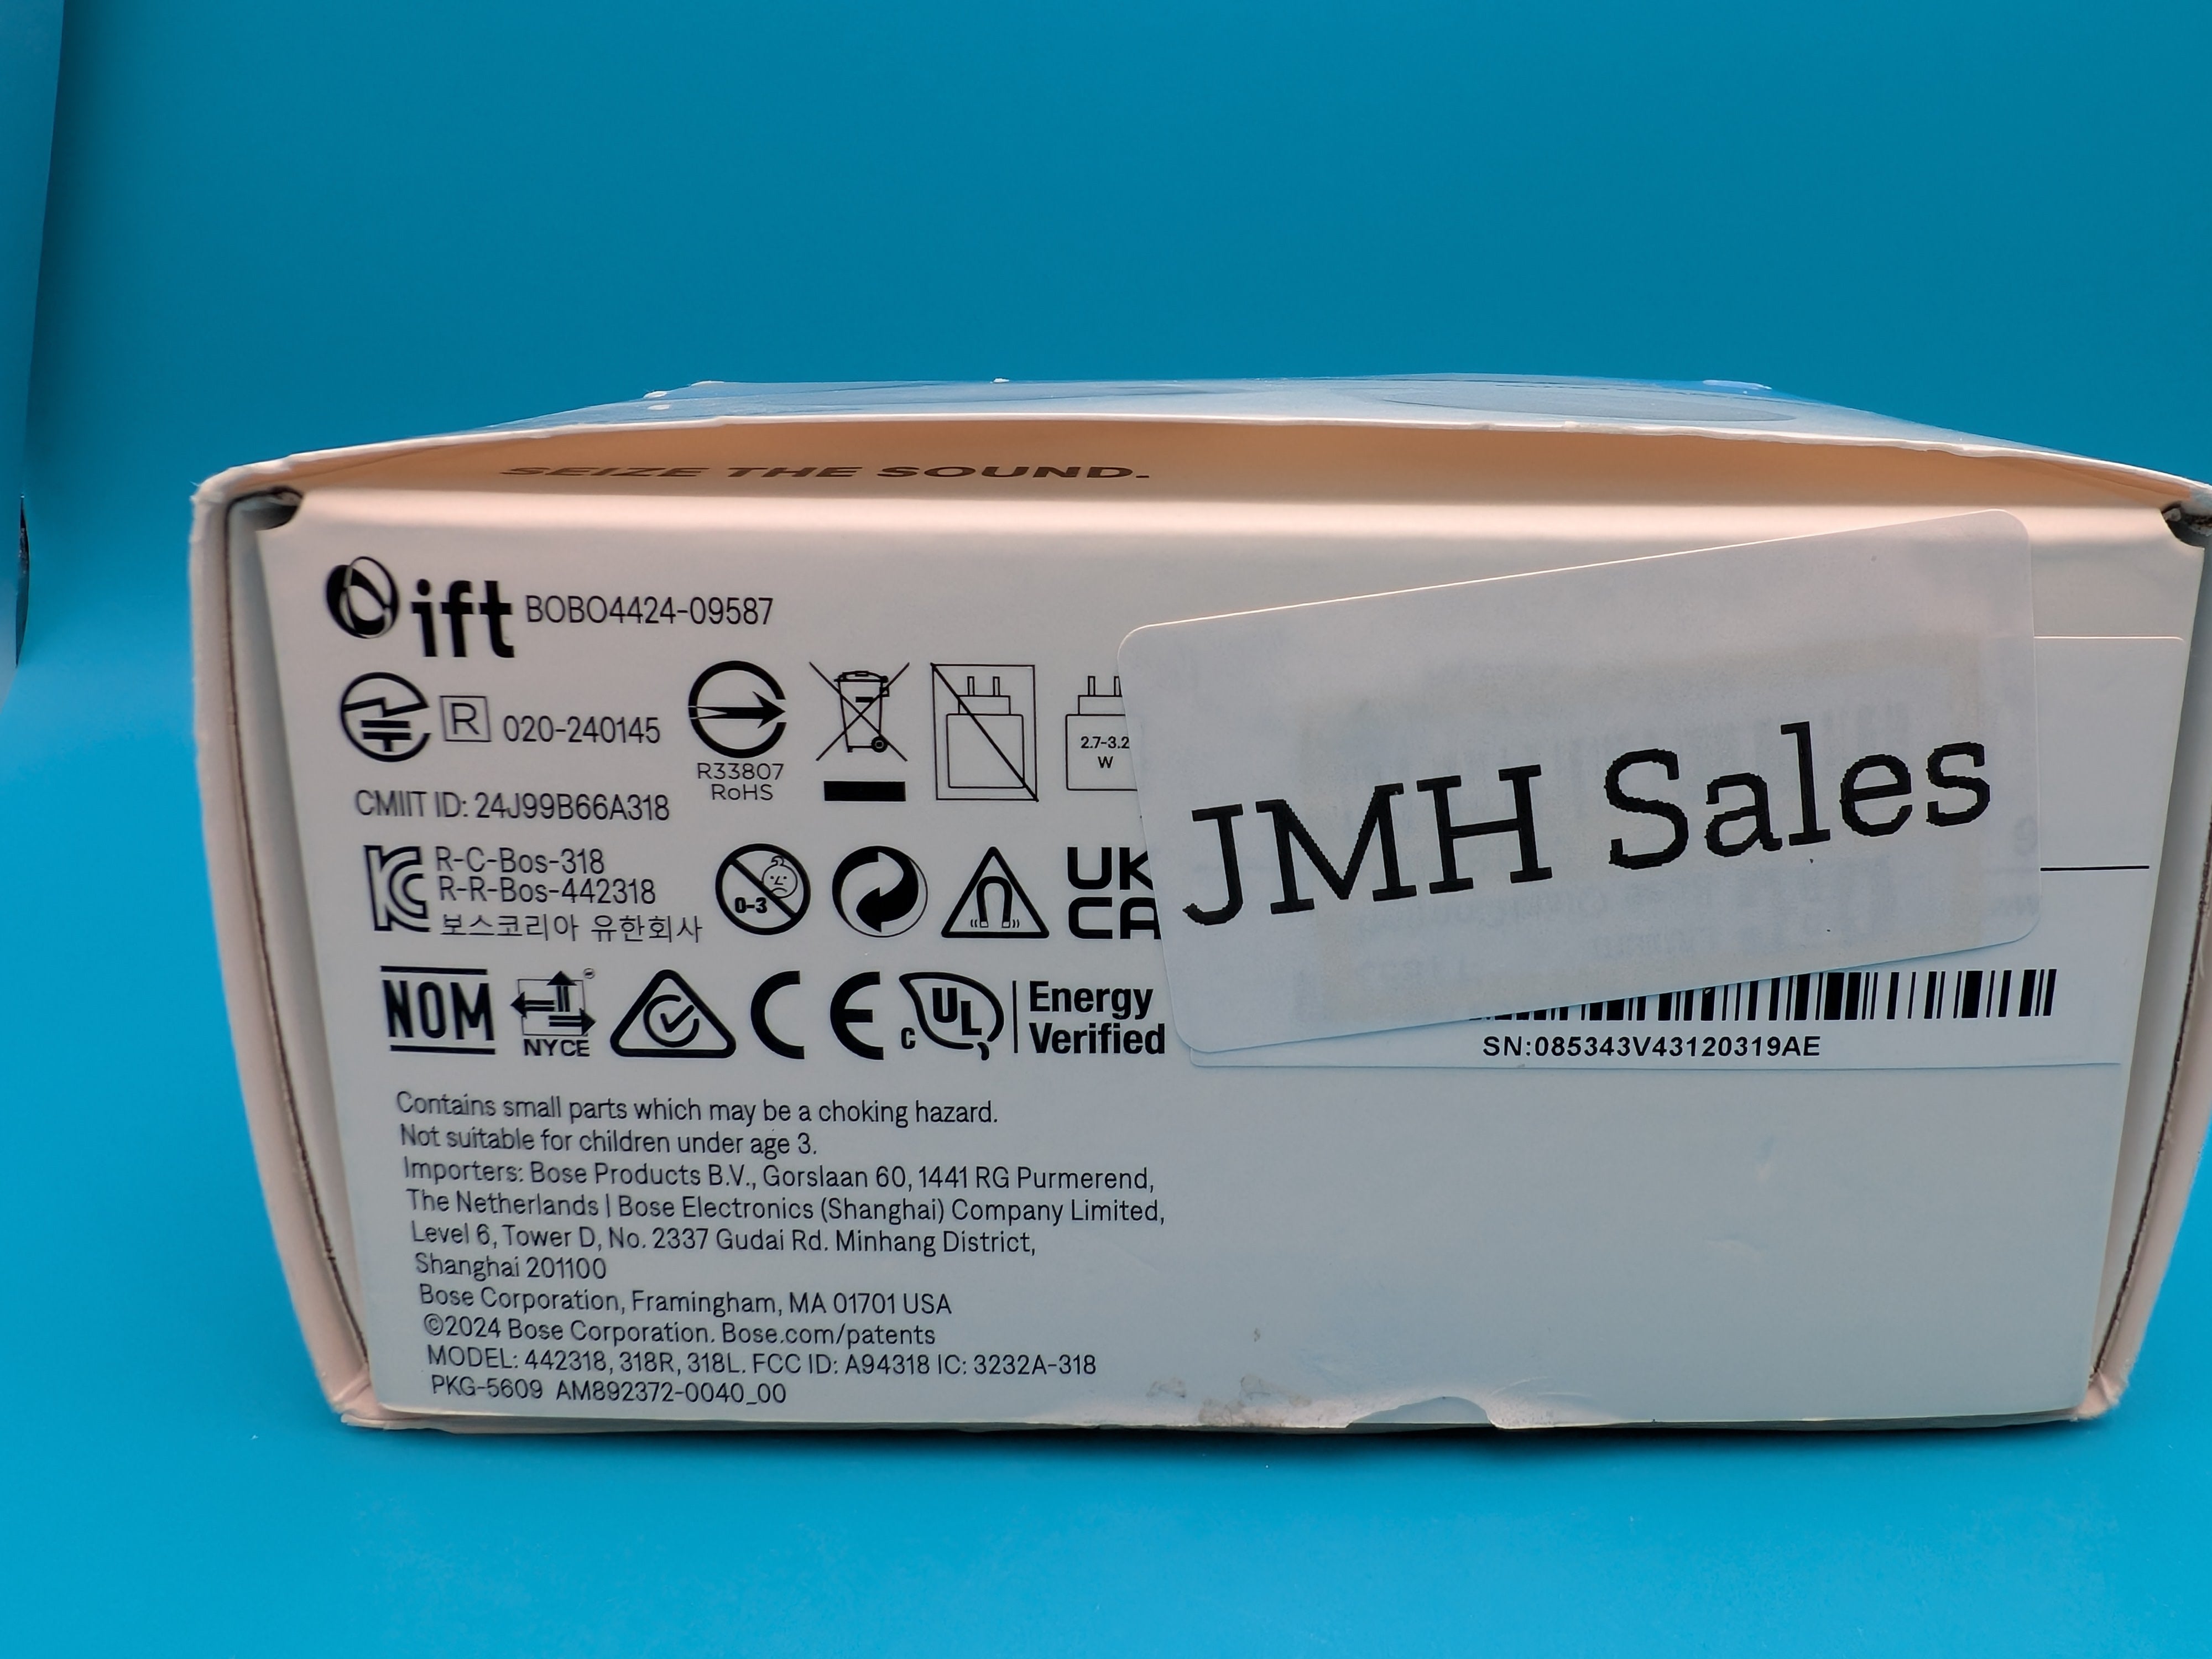 SEIZE THE SOUND.
ift BOBO4424-09587
R 020-240145
R33807
RoHS
2.7-3.2
W
CMIIT ID: 24J99B66A318
R-C-Bos-318
R-R-Bos-442318
보스코리아 유한회사
0-3
UK
CA
NOM
NYCE
CE
c UL
Energy
Verified
JMH Sales
SN:085343V43120319AE
Contains small parts which may be a choking hazard.
Not suitable for children under age 3.
Importers: Bose Products B.V., Gorslaan 60, 1441 RG Purmerend,
The Netherlands | Bose Electronics (Shanghai) Company Limited,
Level 6, Tower D, No. 2337 Gudai Rd. Minhang District,
Shanghai 201100
Bose Corporation, Framingham, MA 01701 USA
©2024 Bose Corporation. Bose.com/patents
MODEL: 442318, 318R, 318L. FCC ID: A94318 IC: 3232A-318
PKG-5609 AM892372-0040_00